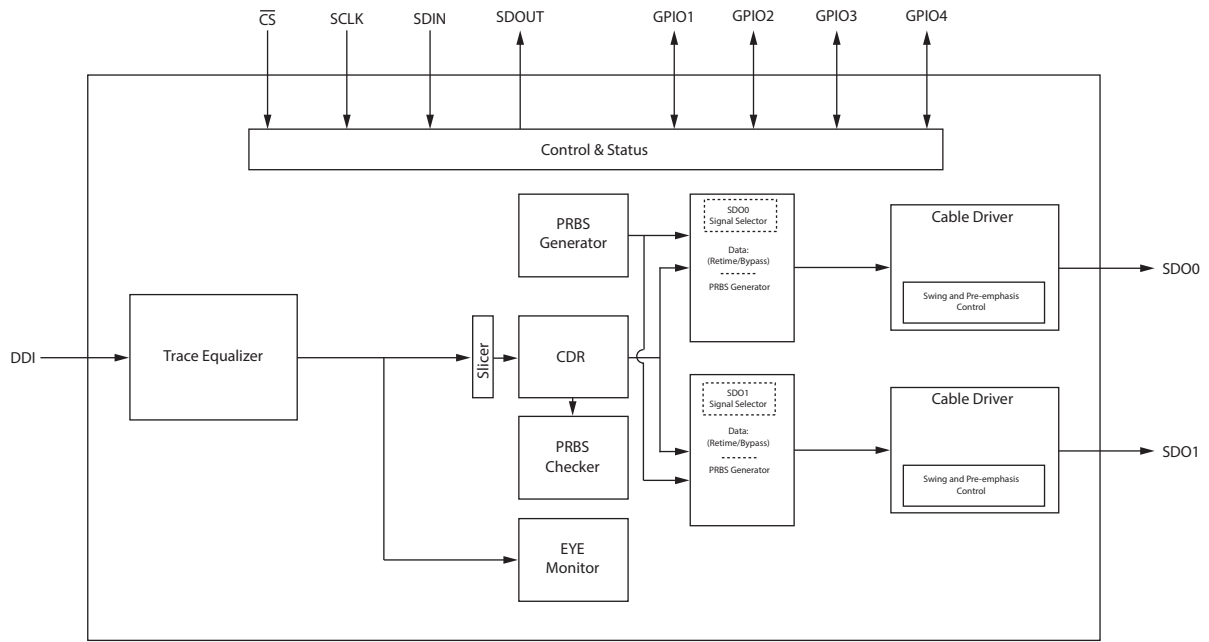 CS SCLK SDIN SDOUT GPIO1 GPIO2 GPIO3 GPIO4
Control & Status
PRBS
Generator
SDO0
Signal Selector
Data:
(Retime/Bypass)
PRBS Generator
Cable Driver
Swing and Pre-emphasis
Control
SDO0
DDI
Trace Equalizer
Slicer
CDR
PRBS
Checker
EYE
Monitor
SDO1
Signal Selector
Data:
(Retime/Bypass)
PRBS Generator
Cable Driver
Swing and Pre-emphasis
Control
SDO1